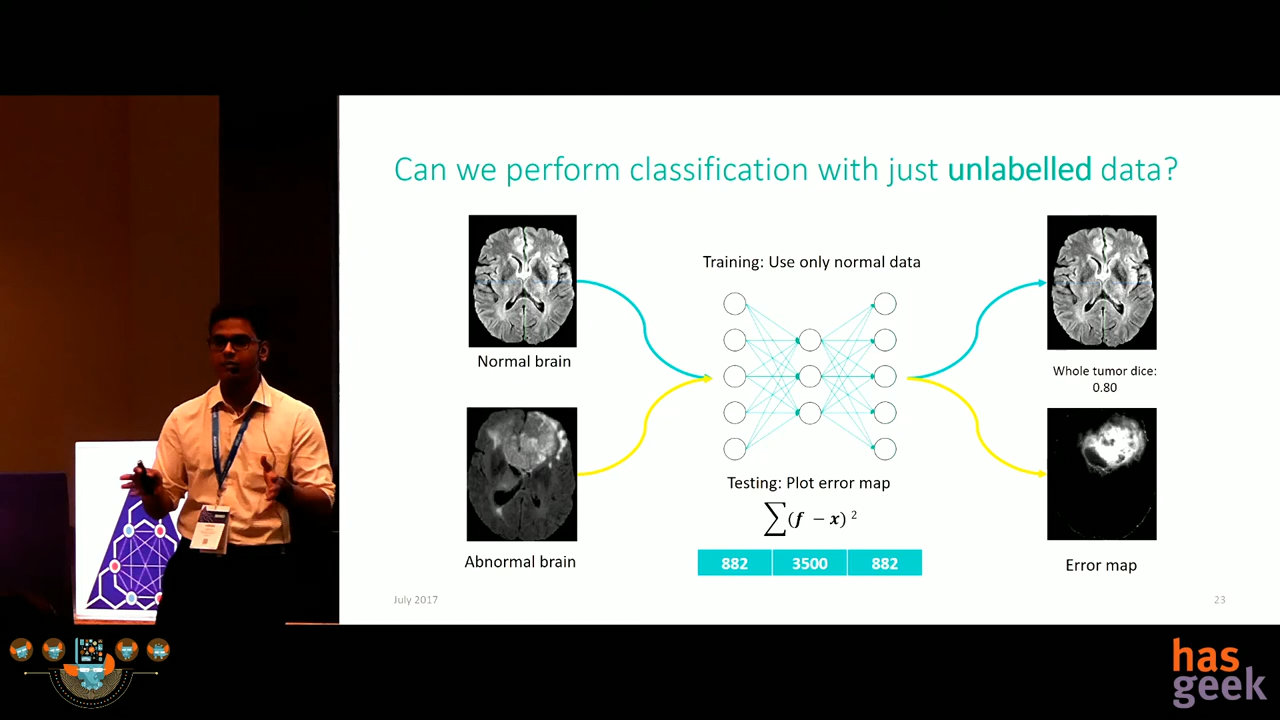 Can we perform classification with just unlabelled data?
Training: Use only normal data
Normal brain
Whole tumor dice:
0.80
Testing: Plot error map
∑(f − x) ²
Abnormal brain
882 3500 882
Error map
July 2017
23
has
geek